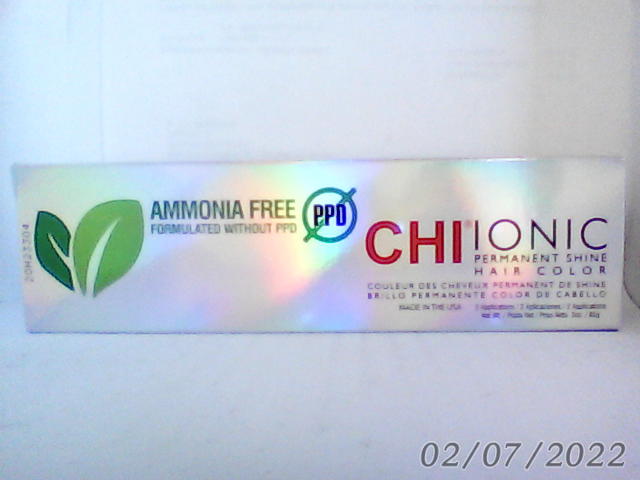 AMMONIA FREE
FORMULATED WITHOUT PPD
PPD
CHI® IONIC
PERMANENT SHINE
HAIR COLOR
COULEUR DES CHEVEUX PERMANENT DE SHINE
BRILLO PERMANENTE COLOR DE CABELLO
MADE IN THE USA
02/07/2022